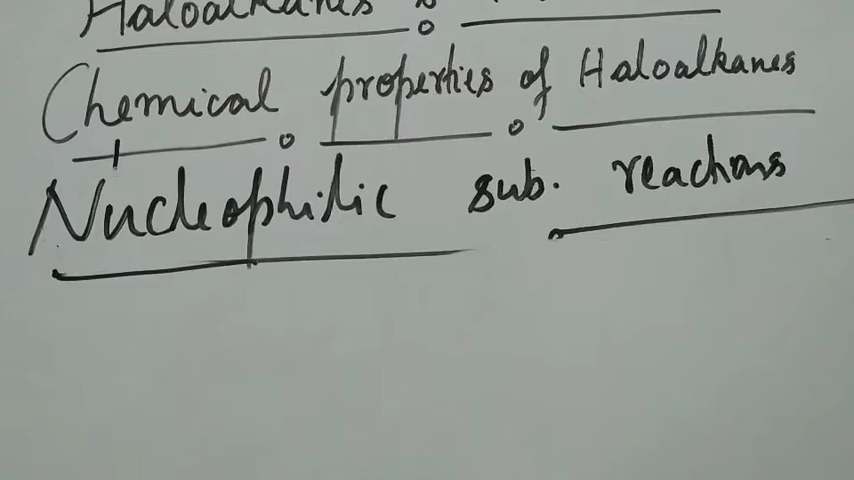 Haloalkanes
Chemical properties of Haloalkanes
Nucleophilic sub. reactions